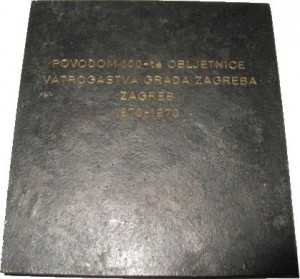 POVODOM 100-te OBLJETNICE
VATROGASTVA GRADA ZAGREBA
ZAGREB
1870-1970